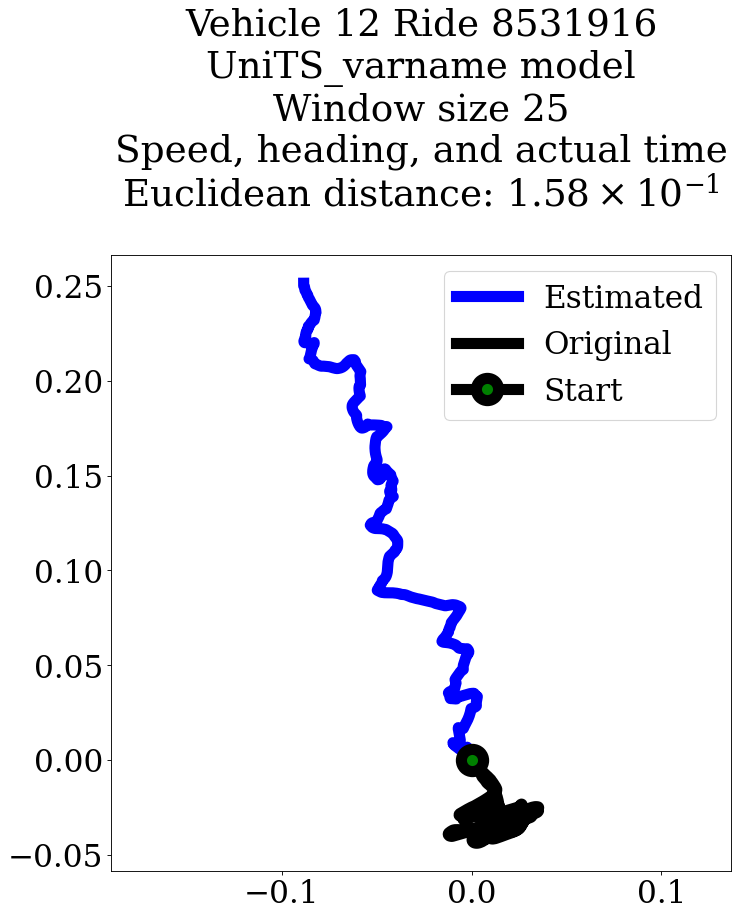 Vehicle 12 Ride 8531916
UniTS_varname model
Window size 25
Speed, heading, and actual time
Euclidean distance: 1.58 × 10⁻¹
Estimated
Original
Start
0.25
0.20
0.15
0.10
0.05
0.00
−0.05
−0.1 0.0 0.1